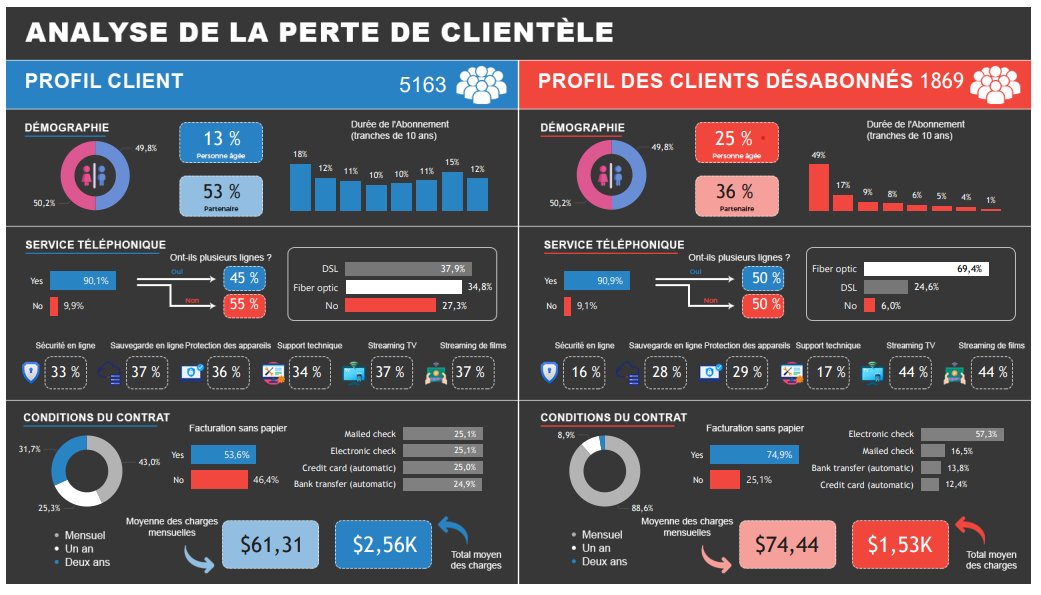 ANALYSE DE LA PERTE DE CLIENTÈLE
PROFIL CLIENT
5163
DÉMOGRAPHIE
49,8%
50,2%
13 %
Personne âgée
53 %
Partenaire
Durée de l'Abonnement
(tranches de 10 ans)
18%
12%
11%
10%
10%
11%
15%
12%
SERVICE TÉLÉPHONIQUE
Ont-ils plusieurs lignes ?
Yes
90,1%
No
9,9%
Oui
45 %
Non
55 %
DSL
37,9%
Fiber optic
34,8%
No
27,3%
Sécurité en ligne
Sauvegarde en ligne
Protection des appareils
Support technique
Streaming TV
Streaming de films
33 %
37 %
36 %
34 %
37 %
37 %
CONDITIONS DU CONTRAT
31,7%
43,0%
25,3%
Mensuel
Un an
Deux ans
Facturation sans papier
Yes
53,6%
No
46,4%
Mailed check
25,1%
Electronic check
25,1%
Credit card (automatic)
25,0%
Bank transfer (automatic)
24,9%
Moyenne des charges
mensuelles
$61,31
$2,56K
Total moyen
des charges
PROFIL DES CLIENTS DÉSABONNÉS 1869
DÉMOGRAPHIE
49,8%
50,2%
25 %
Personne âgée
36 %
Partenaire
Durée de l'Abonnement
(tranches de 10 ans)
49%
17%
9%
8%
6%
5%
4%
1%
SERVICE TÉLÉPHONIQUE
Ont-ils plusieurs lignes ?
Yes
90,9%
No
9,1%
Oui
50 %
Non
50 %
Fiber optic
69,4%
DSL
24,6%
No
6,0%
Sécurité en ligne
Sauvegarde en ligne
Protection des appareils
Support technique
Streaming TV
Streaming de films
16 %
28 %
29 %
17 %
44 %
44 %
CONDITIONS DU CONTRAT
8,9%
88,6%
Mensuel
Un an
Deux ans
Facturation sans papier
Yes
74,9%
No
25,1%
Electronic check
57,3%
Mailed check
16,5%
Bank transfer (automatic)
13,8%
Credit card (automatic)
12,4%
Moyenne des charges
mensuelles
$74,44
$1,53K
Total moyen
des charges